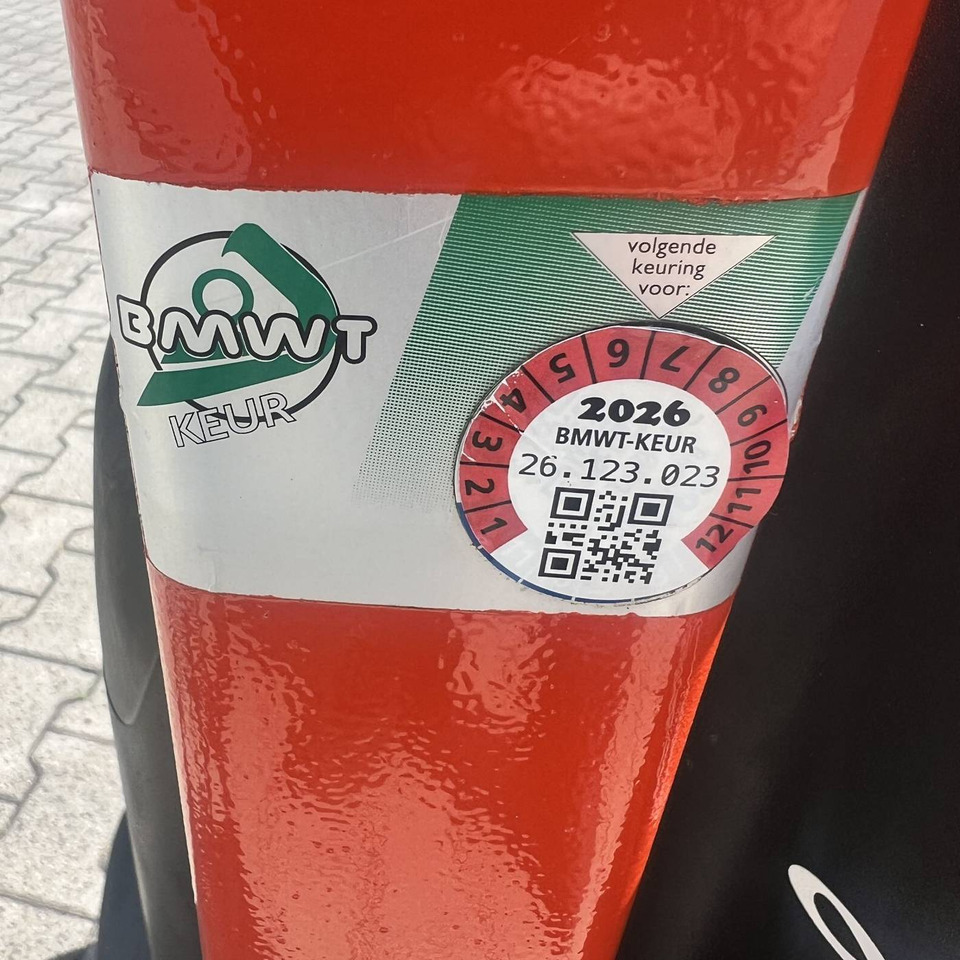 BMWT
KEUR
volgende
keuring
voor:
1 2 3 4 5 6 7 8 9 10 11 12
2026
BMWT-KEUR
26.123.023